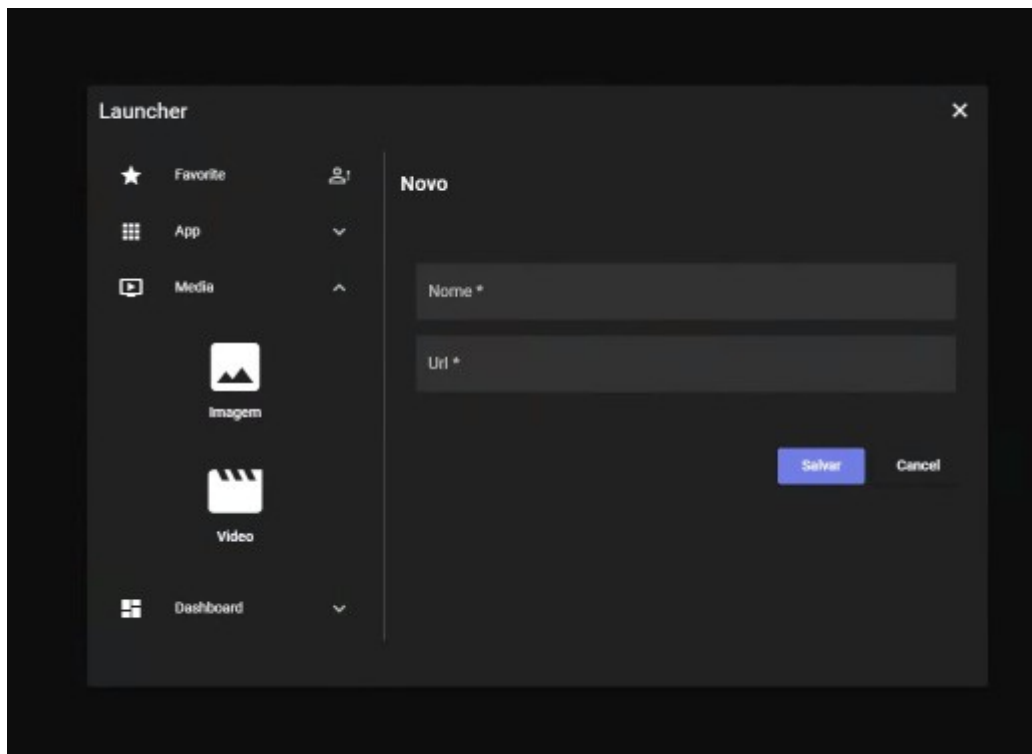 Launcher
Favorite
App
Media
Imagem
Video
Dashboard
Novo
Nome *
Url *
Salvar Cancel